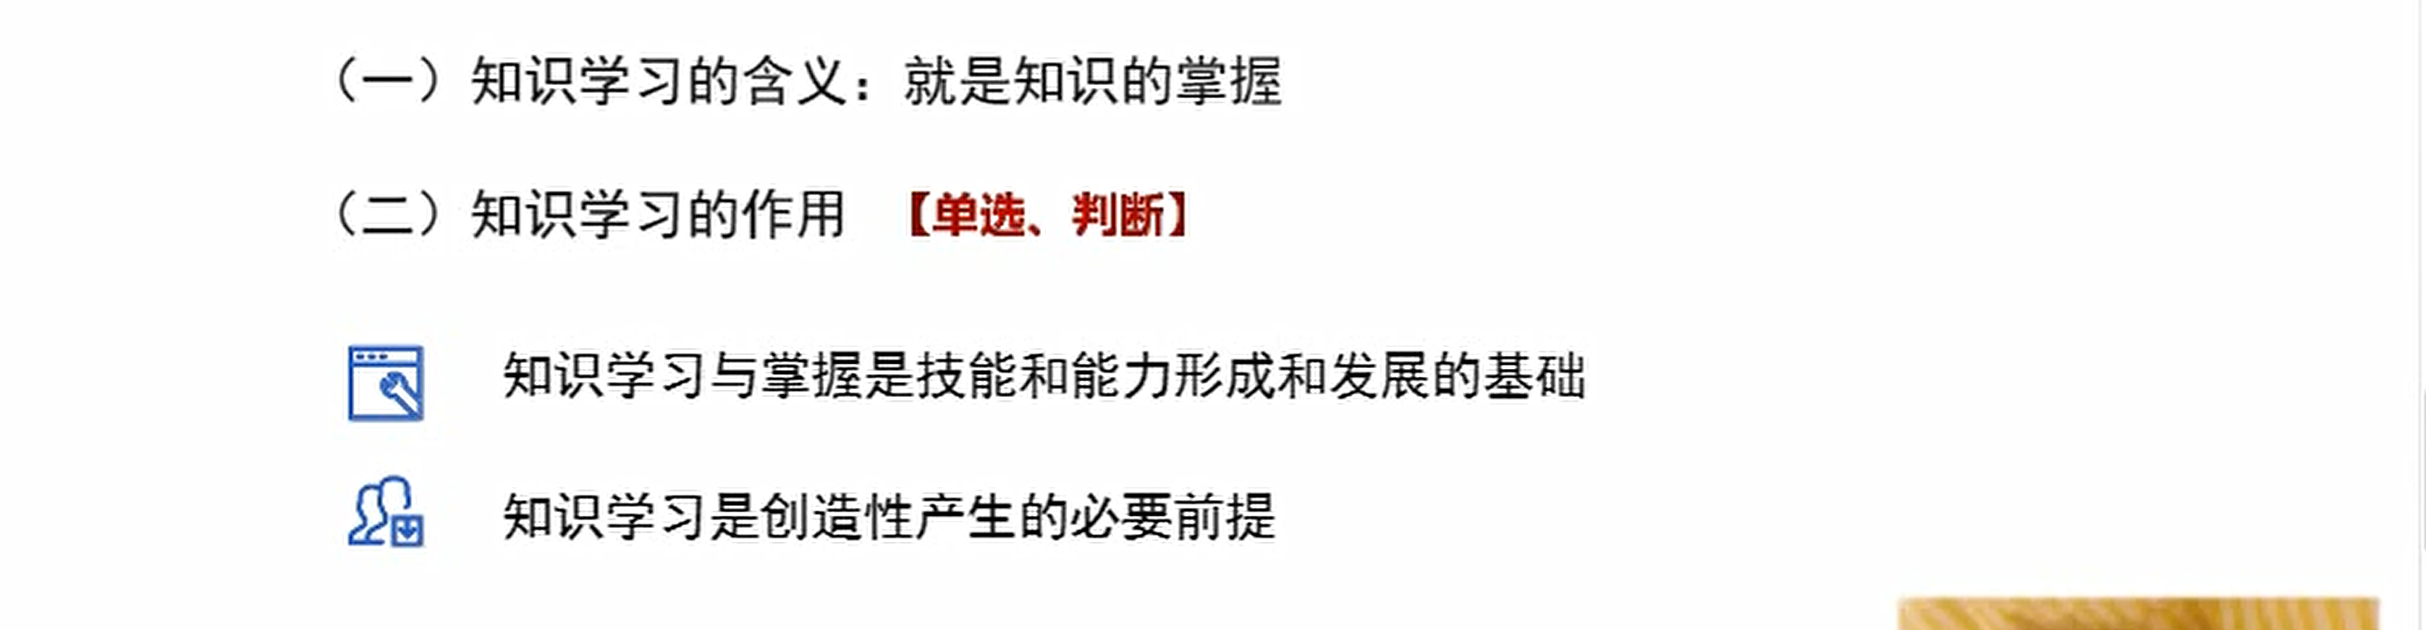 （一）知识学习的含义：就是知识的掌握
（二）知识学习的作用 【单选、判断】
知识学习与掌握是技能和能力形成和发展的基础
知识学习是创造性产生的必要前提